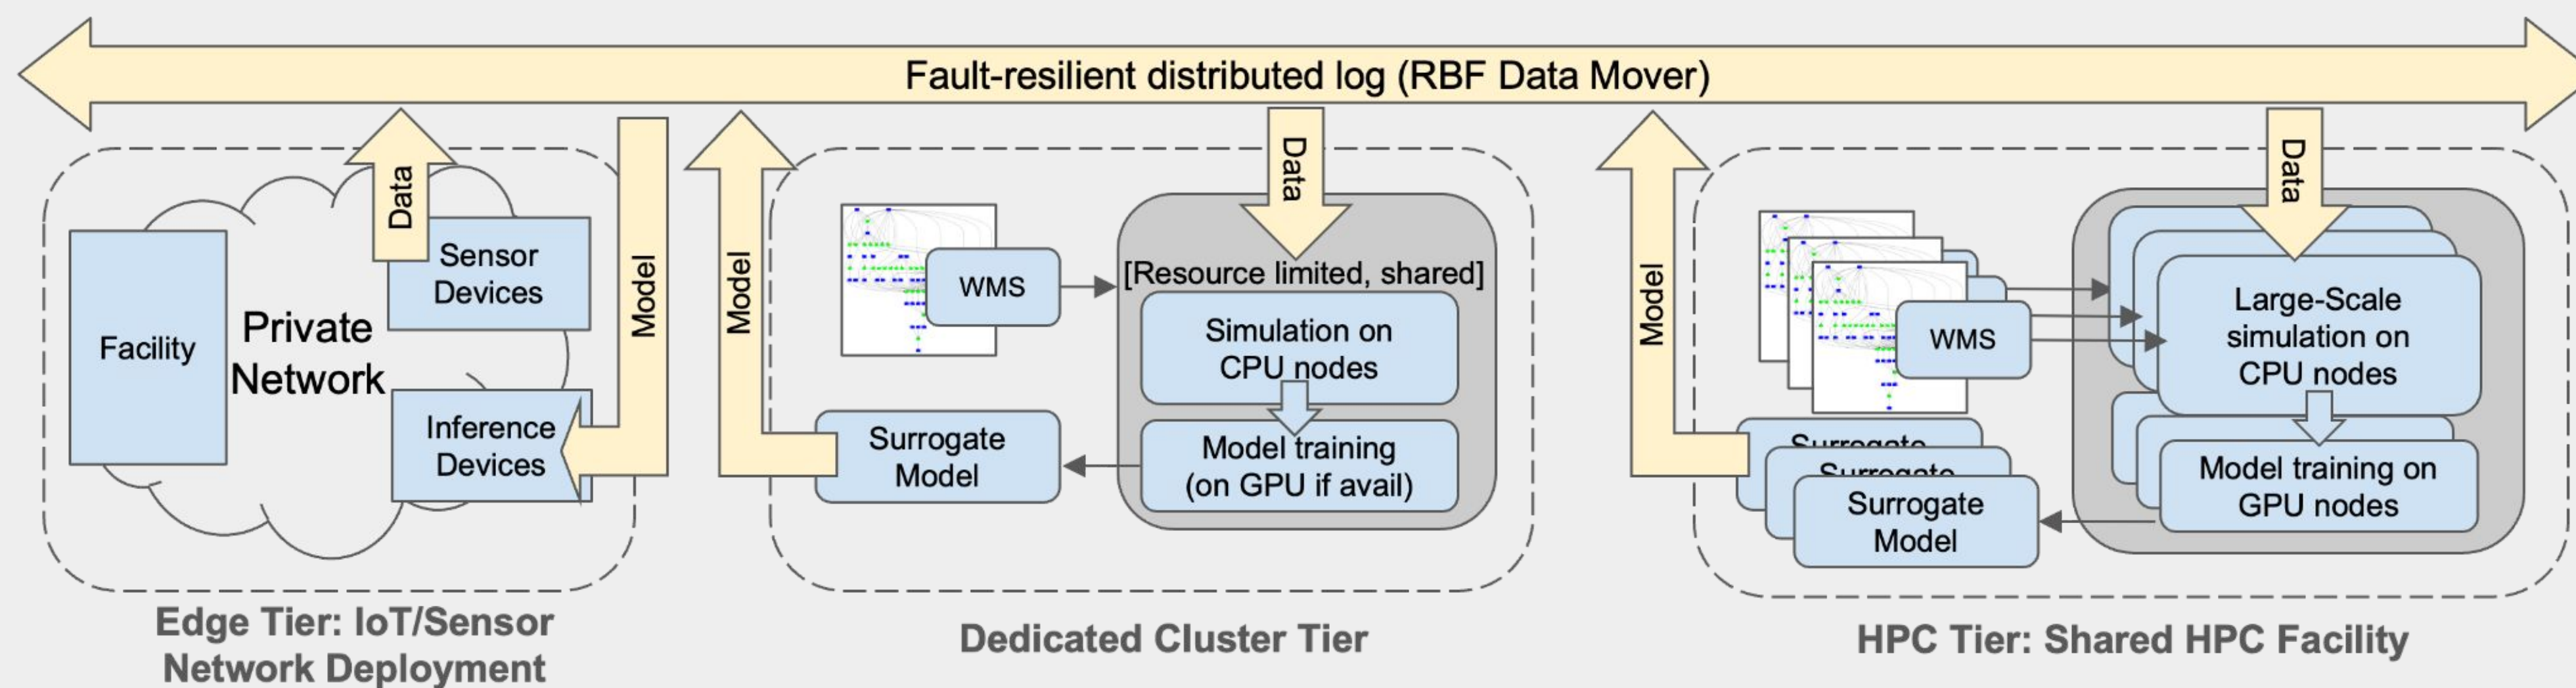 Fault-resilient distributed log (RBF Data Mover)
Data
Facility
Private
Network
Sensor
Devices
Inference
Devices
Model
Edge Tier: IoT/Sensor
Network Deployment
Model
WMS
Data
[Resource limited, shared]
Simulation on
CPU nodes
Model training
(on GPU if avail)
Surrogate
Model
Dedicated Cluster Tier
Model
WMS
Data
Large-Scale
simulation on
CPU nodes
Model training on
GPU nodes
Surrogate
Surrogate
Surrogate
Model
HPC Tier: Shared HPC Facility